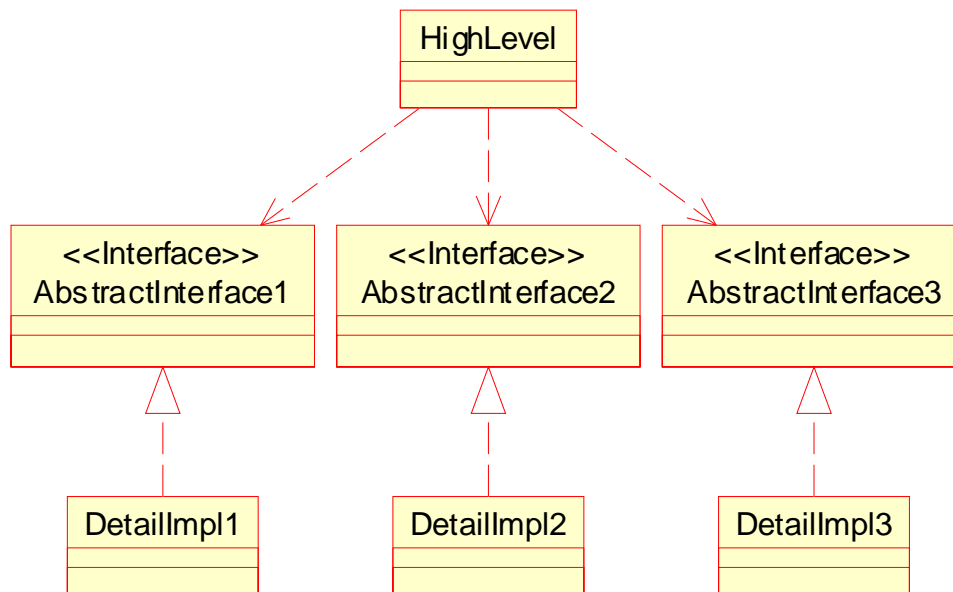 HighLevel
<<Interface>>
AbstractInterface1
<<Interface>>
AbstractInterface2
<<Interface>>
AbstractInterface3
DetailImpl1
DetailImpl2
DetailImpl3